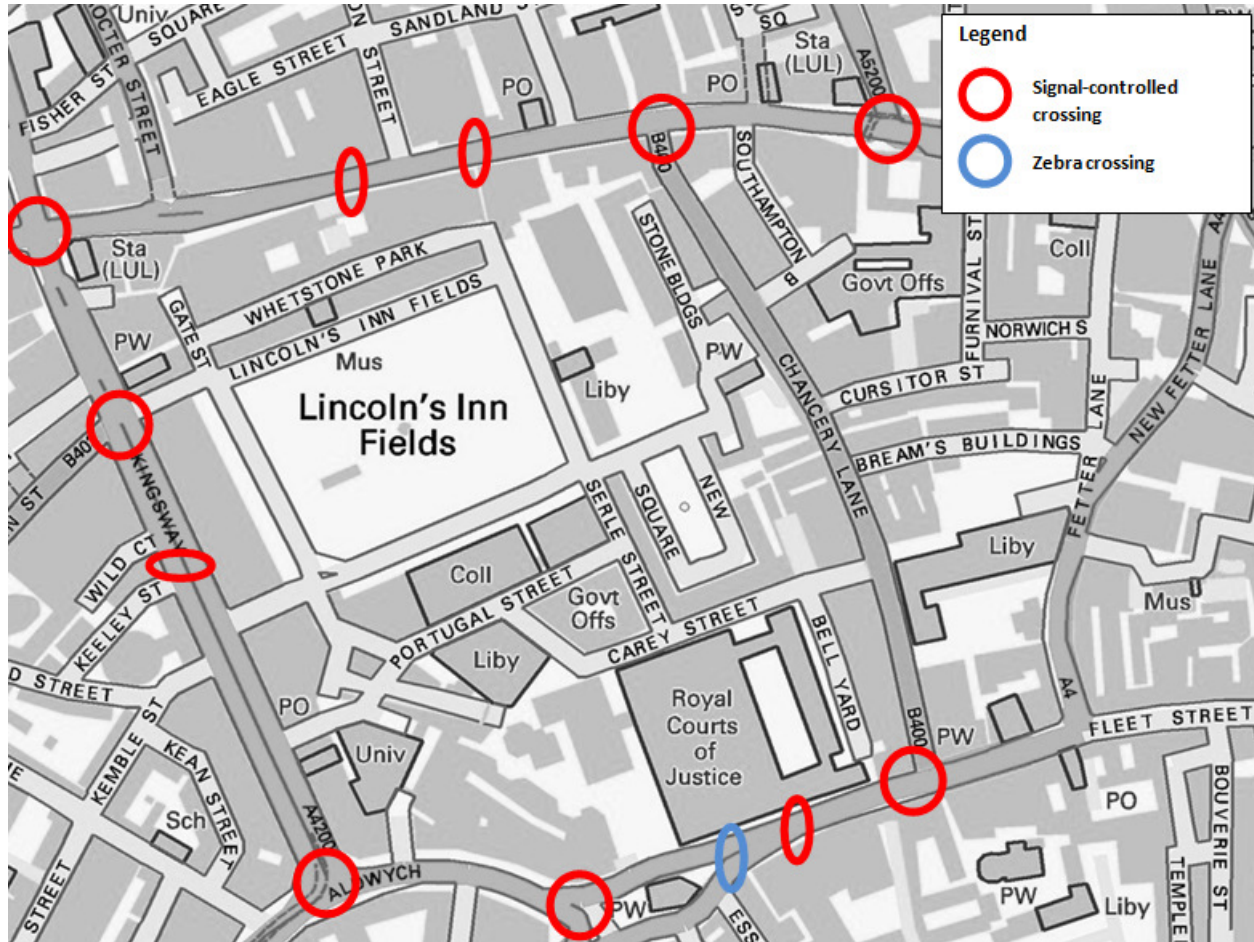 Legend
Signal-controlled
crossing
Zebra crossing
Univ
SQUARE
SANDLAND S
EAGLE STREET
STREET
FISHER ST
STREET
PO
PO
SQ
Sta
(LUL)
A5200
B400
SOUTHAMPTON B
STONE BLDGS
Sta
(LUL)
PW
GATE ST
WHETSTONE PARK
LINCOLN'S INN FIELDS
Mus
Lincoln's Inn
Fields
Liby
PW
Govt Offs
FURNIVAL ST
Coll
NORWICH S
CURSITOR ST
BREAM'S BUILDINGS
CHANCERY LANE
FETTER LANE
NEW FETTER LANE
KINGSWAY
WILD CT
KEELEY ST
SERLE STREET
NEW
SQUARE
Coll
PORTUGAL STREET
Govt
Offs
CAREY STREET
Liby
BELL YARD
Liby
Mus
D STREET
KEMBLE ST
KEAN STREET
PO
Univ
Sch
Royal
Courts
of
Justice
B400
PW
A4
FLEET STREET
PO
BOUVERIE ST
TEMPLE
A4200
ALDWYCH
STREET
PW
ESS
PW
Liby